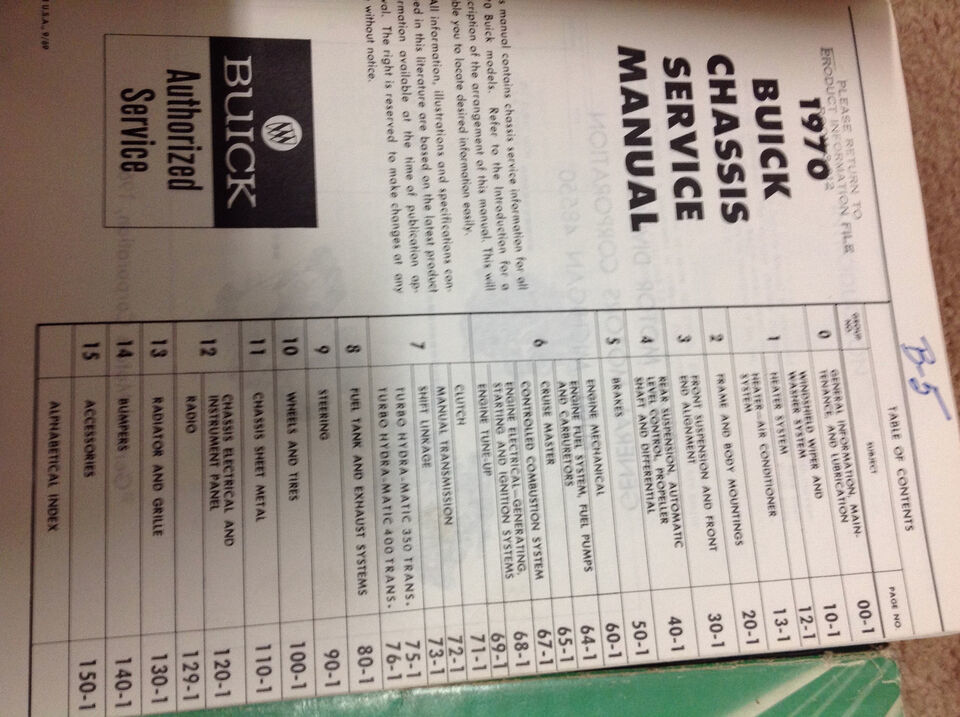 PLEASE RETURN TO
PRODUCT INFORMATION FILE
1970
BUICK
CHASSIS
SERVICE
MANUAL
s manual contains chassis service information for all
70 Buick models. Refer to the Introduction for a
cription of the arrangement of this manual. This will
ble you to locate desired information easily.
All information, illustrations and specifications con-
ed in this literature are based on the latest product
rmation available at the time of publication ap-
val. The right is reserved to make changes at any
without notice.
BUICK
Authorized
Service
U.S.A. 9/69
B-5
TABLE OF CONTENTS
GROUP NO. SUBJECT PAGE NO.
0 GENERAL INFORMATION, MAIN-
TENANCE AND LUBRICATION 00-1
1 WINDSHIELD WIPER AND
WASHER SYSTEM 10-1
HEATER SYSTEM 12-1
HEATER-AIR CONDITIONER
SYSTEM 13-1
2 FRAME AND BODY MOUNTINGS 20-1
3 FRONT SUSPENSION AND FRONT
END ALIGNMENT 30-1
4 REAR SUSPENSION, AUTOMATIC
LEVEL CONTROL, PROPELLER
SHAFT AND DIFFERENTIAL 40-1
5 BRAKES 50-1
6 ENGINE MECHANICAL 60-1
ENGINE FUEL SYSTEM, FUEL PUMPS
AND CARBURETORS 64-1
CRUISE MASTER 65-1
CONTROLLED COMBUSTION SYSTEM 67-1
ENGINE ELECTRICAL-GENERATING,
STARTING AND IGNITION SYSTEMS 68-1
ENGINE TUNE-UP 69-1
7 CLUTCH 71-1
MANUAL TRANSMISSION 72-1
SHIFT LINKAGE 73-1
TURBO HYDRA-MATIC 350 TRANS. 75-1
TURBO HYDRA-MATIC 400 TRANS. 76-1
8 FUEL TANK AND EXHAUST SYSTEMS 80-1
9 STEERING 90-1
10 WHEELS AND TIRES 100-1
11 CHASSIS SHEET METAL 110-1
12 CHASSIS ELECTRICAL AND
INSTRUMENT PANEL 120-1
RADIO 129-1
13 RADIATOR AND GRILLE 130-1
14 BUMPERS 140-1
15 ACCESSORIES 150-1
ALPHABETICAL INDEX